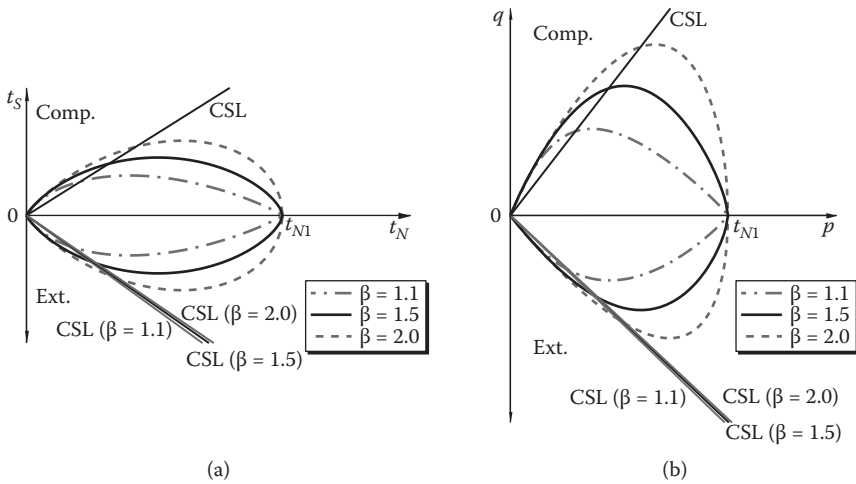 t_S
Comp.
CSL
0
t_N1
t_N
Ext.
CSL (β = 2.0)
CSL (β = 1.1)
CSL (β = 1.5)
β = 1.1
β = 1.5
β = 2.0
(a)
q
Comp.
CSL
0
t_N1
p
Ext.
β = 1.1
β = 1.5
β = 2.0
CSL (β = 1.1)
CSL (β = 2.0)
CSL (β = 1.5)
(b)